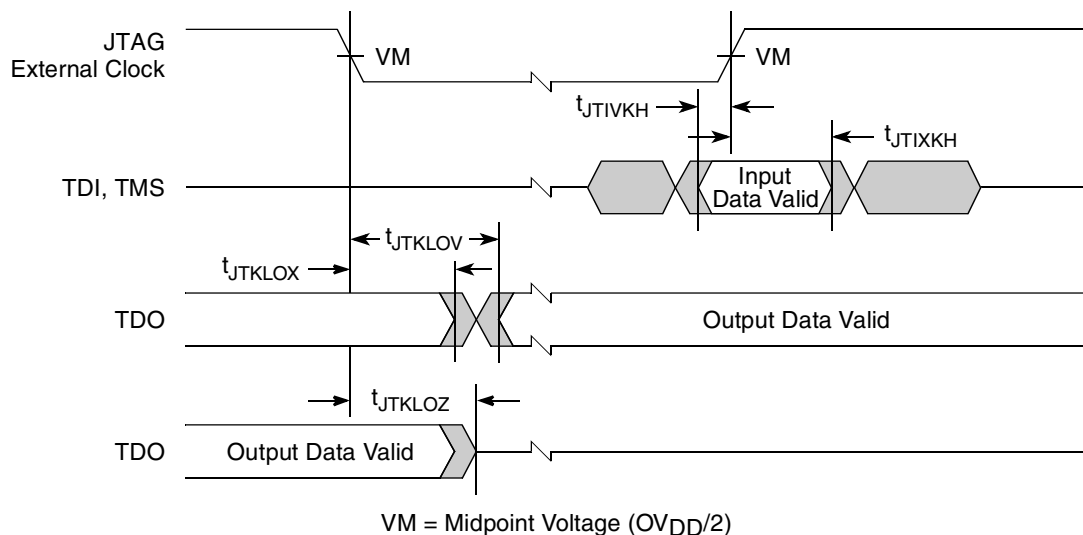 JTAG
External Clock
VM
VM
tJTIVKH
tJTIXKH
TDI, TMS
Input
Data Valid
tJTKLOV
tJTKLOX
TDO
Output Data Valid
tJTKLOZ
TDO
Output Data Valid
VM = Midpoint Voltage (OVDD/2)